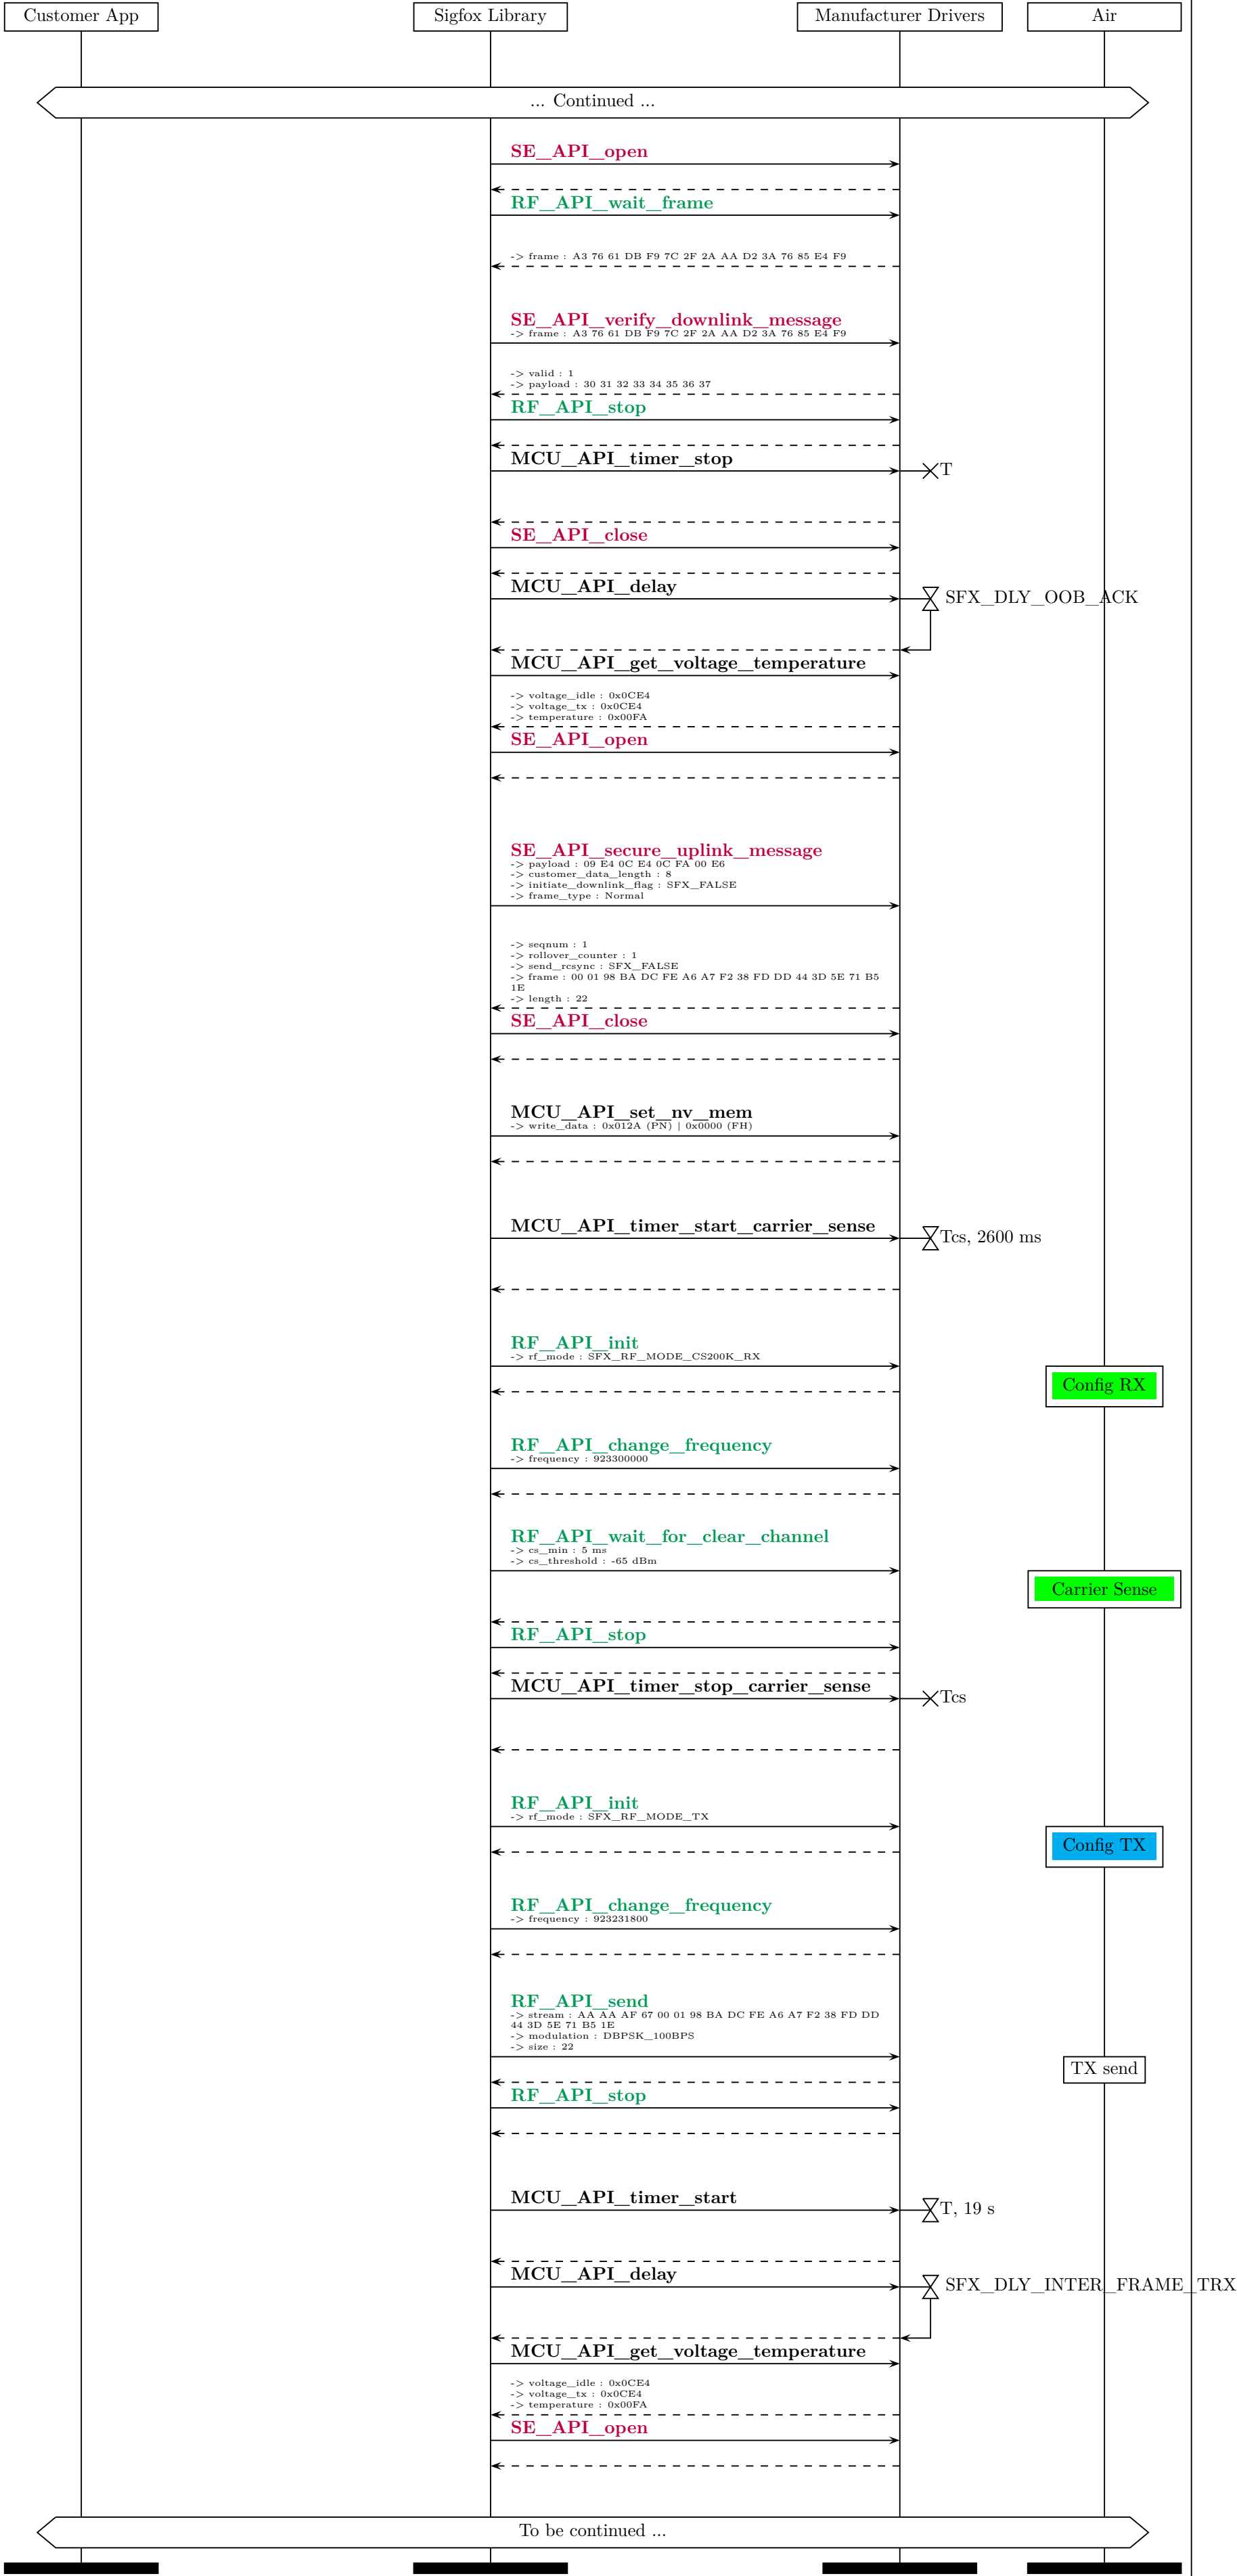 Customer App
Sigfox Library
Manufacturer Drivers
Air
... Continued ...
SE_API_open
RF_API_wait_frame
-> frame : A3 76 61 DB F9 7C 2F 2A AA D2 3A 76 85 E4 F9
SE_API_verify_downlink_message
-> frame : A3 76 61 DB F9 7C 2F 2A AA D2 3A 76 85 E4 F9
-> valid : 1
-> payload : 30 31 32 33 34 35 36 37
RF_API_stop
MCU_API_timer_stop
T
SE_API_close
MCU_API_delay
SFX_DLY_OOB_ACK
MCU_API_get_voltage_temperature
-> voltage_idle : 0x0CE4
-> voltage_tx : 0x0CE4
-> temperature : 0x00FA
SE_API_open
SE_API_secure_uplink_message
-> payload : 09 E4 0C E4 0C FA 00 E6
-> customer_data_length : 8
-> initiate_downlink_flag : SFX_FALSE
-> frame_type : Normal
-> seqnum : 1
-> rollover_counter : 1
-> send_rcsync : SFX_FALSE
-> frame : 00 01 98 BA DC FE A6 A7 F2 38 FD DD 44 3D 5E 71 B5
1E
-> length : 22
SE_API_close
MCU_API_set_nv_mem
-> write_data : 0x012A (PN) | 0x0000 (FH)
MCU_API_timer_start_carrier_sense
Tcs, 2600 ms
RF_API_init
-> rf_mode : SFX_RF_MODE_CS200K_RX
Config RX
RF_API_change_frequency
-> frequency : 923300000
RF_API_wait_for_clear_channel
-> cs_min : 5 ms
-> cs_threshold : -65 dBm
Carrier Sense
RF_API_stop
MCU_API_timer_stop_carrier_sense
Tcs
RF_API_init
-> rf_mode : SFX_RF_MODE_TX
Config TX
RF_API_change_frequency
-> frequency : 923231800
RF_API_send
-> stream : AA AA AF 67 00 01 98 BA DC FE A6 A7 F2 38 FD DD
44 3D 5E 71 B5 1E
-> modulation : DBPSK_100BPS
-> size : 22
TX send
RF_API_stop
MCU_API_timer_start
T, 19 s
MCU_API_delay
SFX_DLY_INTER_FRAME_TRX
MCU_API_get_voltage_temperature
-> voltage_idle : 0x0CE4
-> voltage_tx : 0x0CE4
-> temperature : 0x00FA
SE_API_open
To be continued ...